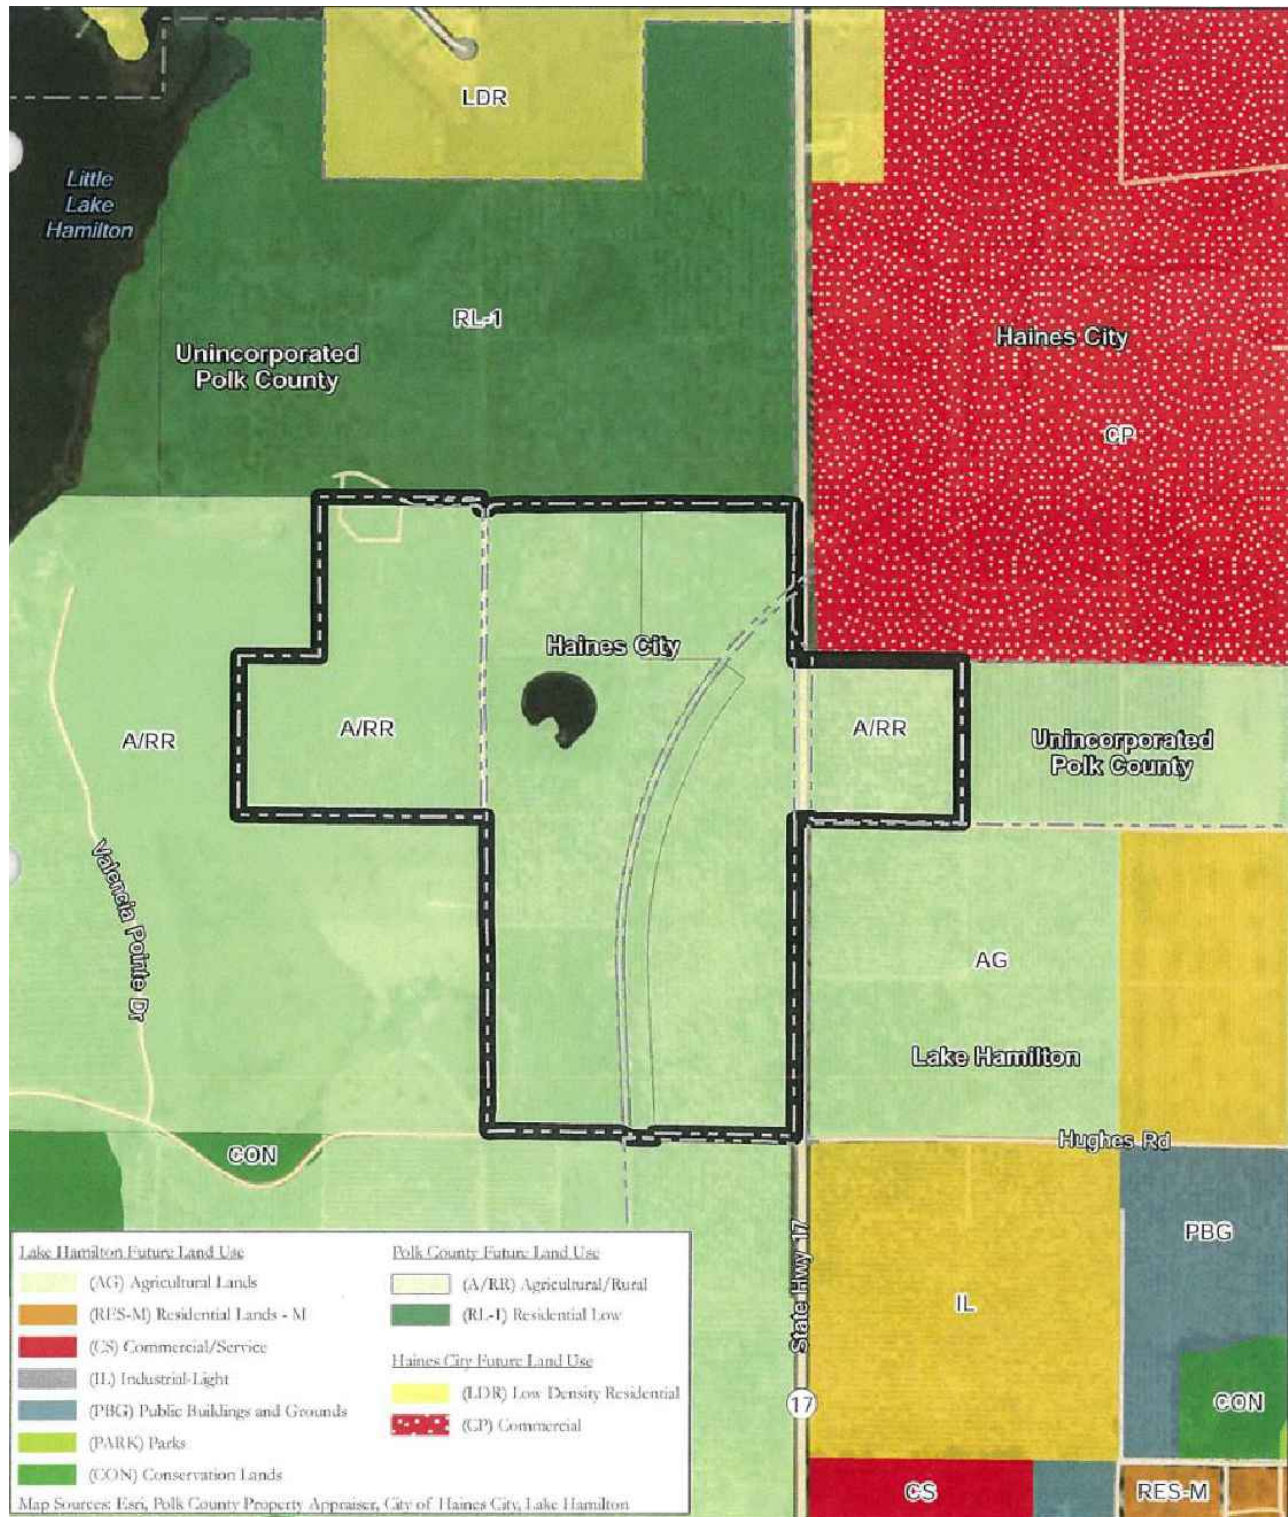 LDR
Little
Lake
Hamilton
RL-1
Unincorporated
Polk County
Haines City
CP
Haines City
A/RR
A/RR
A/RR
Unincorporated
Polk County
Valencia Pointe Dr
AG
Lake Hamilton
Hughes Rd
CON
PBG
State Hwy 17
IL
17
CON
CS
RES-M
Lake Hamilton Future Land Use
(AG) Agricultural Lands
(RES-M) Residential Lands - M
(CS) Commercial/Service
(IL) Industrial-Light
(PBG) Public Buildings and Grounds
(PARK) Parks
(CON) Conservation Lands
Polk County Future Land Use
(A/RR) Agricultural/Rural
(RL-1) Residential Low
Haines City Future Land Use
(LDR) Low Density Residential
(CP) Commercial
Map Sources: Esri, Polk County Property Appraiser, City of Haines City, Lake Hamilton